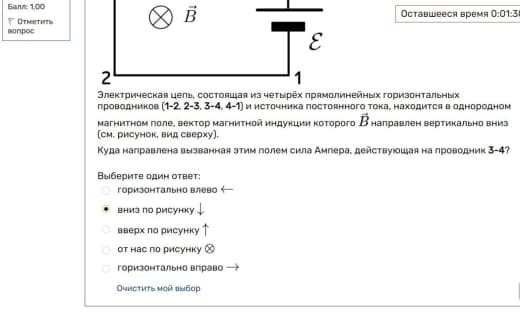 Балл: 1,00
Отметить
вопрос
B
Оставшееся время 0:01:3
ℰ
2
1
Электрическая цепь, состоящая из четырёх прямолинейных горизонтальных
проводников (1-2, 2-3, 3-4, 4-1) и источника постоянного тока, находится в однородном
магнитном поле, вектор магнитной индукции которого B направлен вертикально вниз
(см. рисунок, вид сверху).
Куда направлена вызванная этим полем сила Ампера, действующая на проводник 3-4?
Выберите один ответ:
горизонтально влево ←
вниз по рисунку ↓
вверх по рисунку ↑
от нас по рисунку ⊗
горизонтально вправо →
Очистить мой выбор